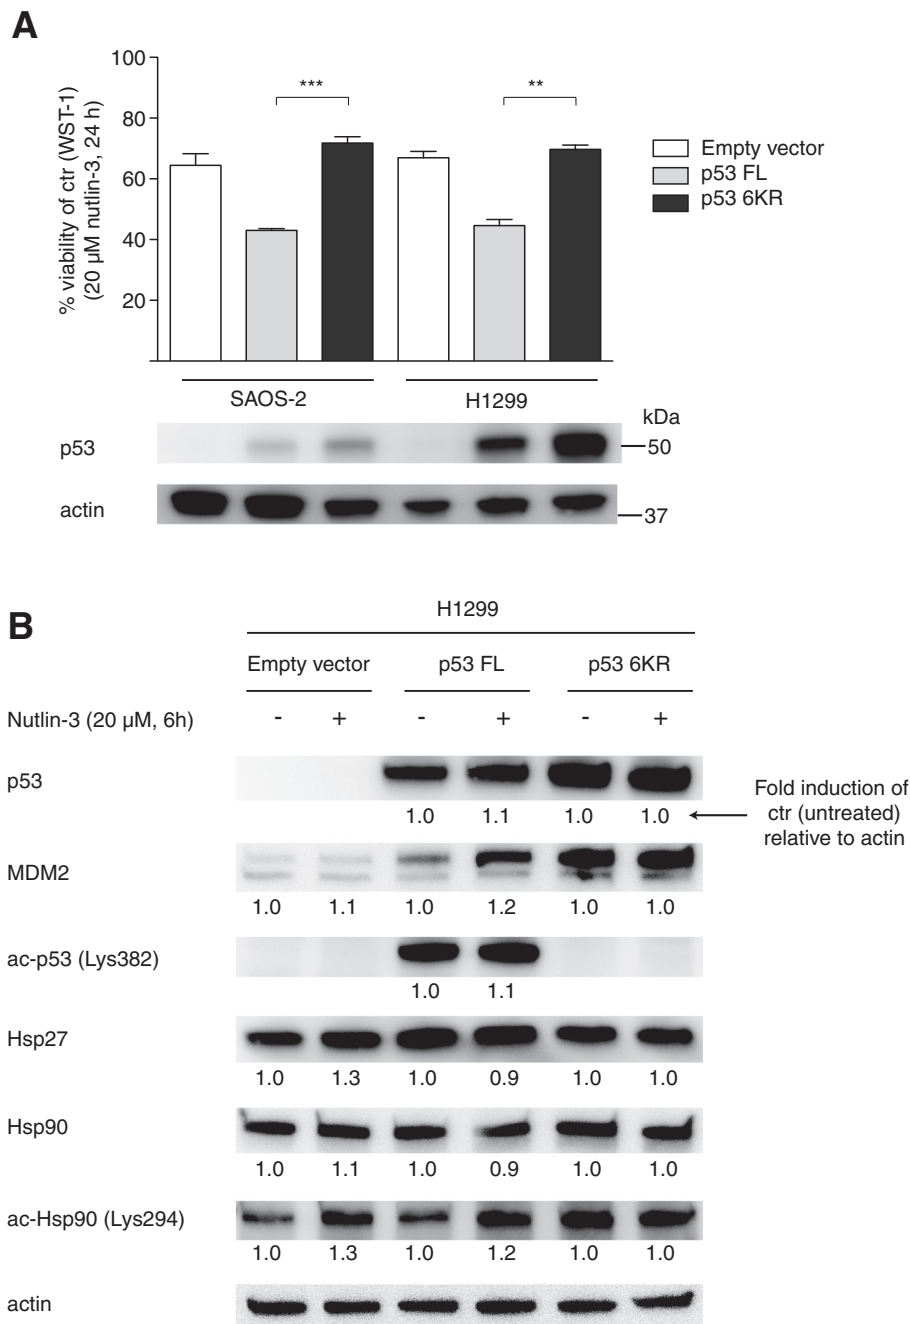 A
% viability of ctr (WST-1)
(20 µM nutlin-3, 24 h)
100
80
60
40
20
***
**
Empty vector
p53 FL
p53 6KR
SAOS-2
H1299
kDa
p53
50
actin
37
B
H1299
Empty vector
p53 FL
p53 6KR
Nutlin-3 (20 µM, 6h)
- + - + - +
p53
1.0 1.1 1.0 1.0
Fold induction of
ctr (untreated)
relative to actin
MDM2
1.0 1.1 1.0 1.2 1.0 1.0
ac-p53 (Lys382)
1.0 1.1
Hsp27
1.0 1.3 1.0 0.9 1.0 1.0
Hsp90
1.0 1.1 1.0 0.9 1.0 1.0
ac-Hsp90 (Lys294)
1.0 1.3 1.0 1.2 1.0 1.0
actin